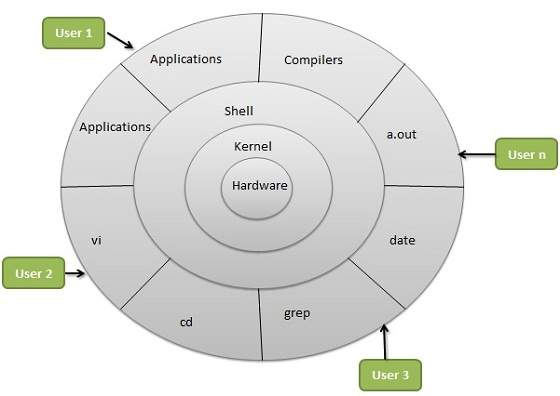 User 1
Applications
Compilers
Shell
Applications
a.out
Kernel
User n
Hardware
vi
date
User 2
cd
grep
User 3